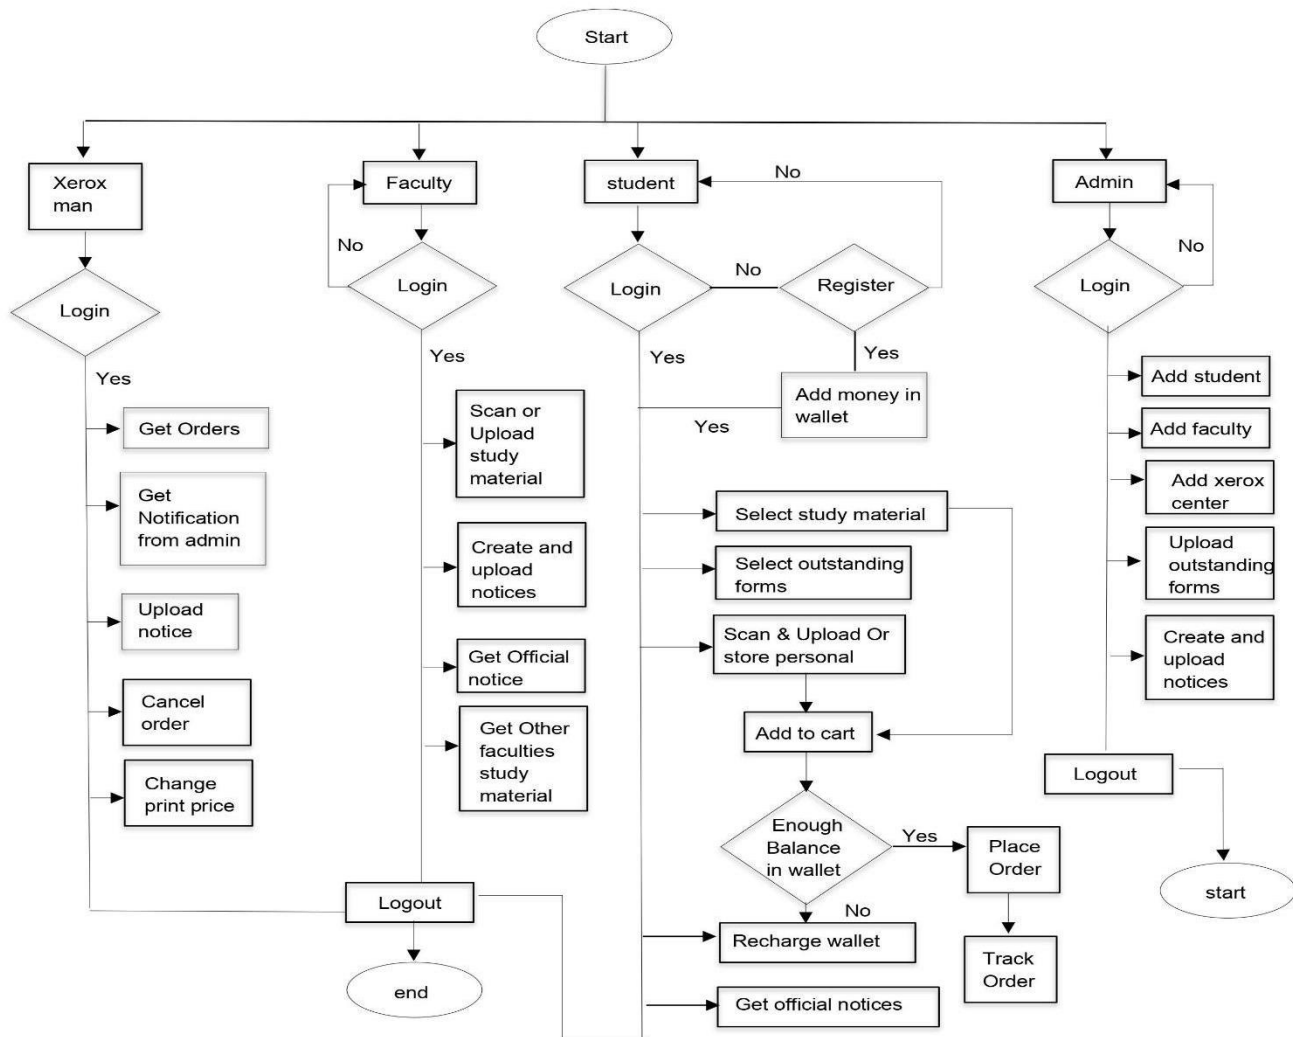 Start
Xerox
man
Faculty
student
No
Admin
No
Login
Login
Login
No
Register
Login
No
Yes
Yes
Yes
Yes
Add money in
wallet
Yes
Get Orders
Get
Notification
from admin
Upload
notice
Cancel
order
Change
print price
Scan or
Upload
study
material
Create and
upload
notices
Get Official
notice
Get Other
faculties
study
material
Select study material
Select outstanding
forms
Scan & Upload Or
store personal
Add to cart
Enough
Balance
in wallet
Yes
Place
Order
No
Recharge wallet
Track
Order
Get official notices
Add student
Add faculty
Add xerox
center
Upload
outstanding
forms
Create and
upload
notices
Logout
start
Logout
end